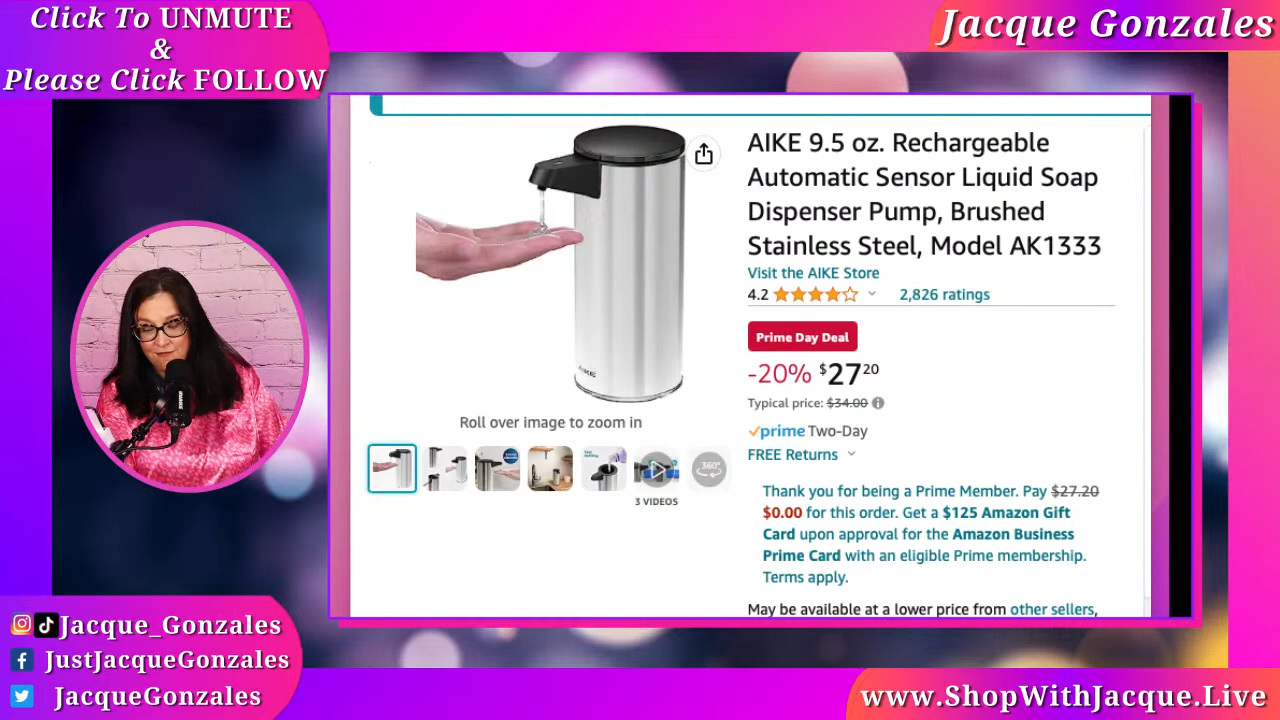 Click To UNMUTE
&
Please Click FOLLOW
Jacque Gonzales
AIKE 9.5 oz. Rechargeable
Automatic Sensor Liquid Soap
Dispenser Pump, Brushed
Stainless Steel, Model AK1333
Visit the AIKE Store
4.2 2,826 ratings
Prime Day Deal
-20% $27 20
Typical price: $34.00
prime Two-Day
FREE Returns
Thank you for being a Prime Member. Pay $27.20
$0.00 for this order. Get a $125 Amazon Gift
Card upon approval for the Amazon Business
Prime Card with an eligible Prime membership.
Terms apply.
May be available at a lower price from other sellers,
AIKE
Roll over image to zoom in
360°
3 VIDEOS
Jacque_Gonzales
JustJacqueGonzales
JacqueGonzales
www.ShopWithJacque.Live